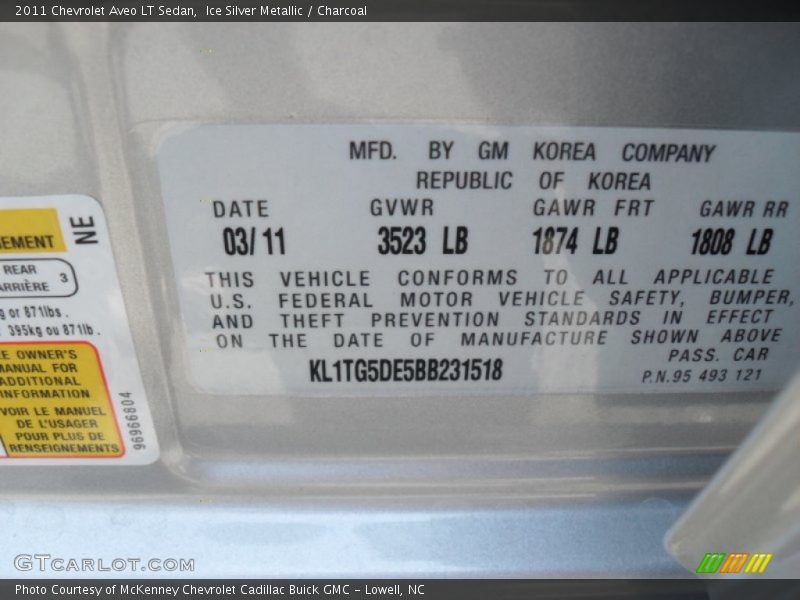 2011 Chevrolet Aveo LT Sedan,  Ice Silver Metallic / Charcoal
MFD. BY GM KOREA COMPANY
REPUBLIC OF KOREA
DATE GVWR GAWR FRT GAWR RR
03/11 3523 LB 1874 LB 1808 LB
THIS VEHICLE CONFORMS TO ALL APPLICABLE
U.S. FEDERAL MOTOR VEHICLE SAFETY, BUMPER,
AND THEFT PREVENTION STANDARDS IN EFFECT
ON THE DATE OF MANUFACTURE SHOWN ABOVE
PASS. CAR
KL1TG5DE5BB231518
P.N.95 493 121
NE
REAR
3
or 871lbs.
395kg ou 871lb.
OWNER'S
MANUAL FOR
ADDITIONAL
INFORMATION
VOIR LE MANUEL
DE L'USAGER
POUR PLUS DE
RENSEIGNEMENTS
96966804
GTcarlot.com
Photo Courtesy of McKenney Chevrolet Cadillac Buick GMC - Lowell, NC